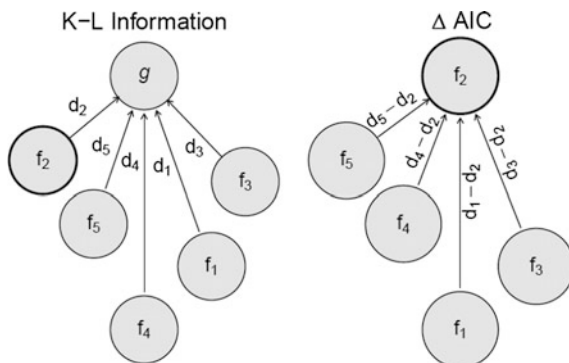 K-L Information
g
d₂
d₅
d₄
d₁
d₃
f₂
f₅
f₃
f₁
f₄
Δ AIC
f₂
d₅ – d₂
d₄ – d₂
d₁ – d₂
d₃ – d₂
f₅
f₄
f₃
f₁